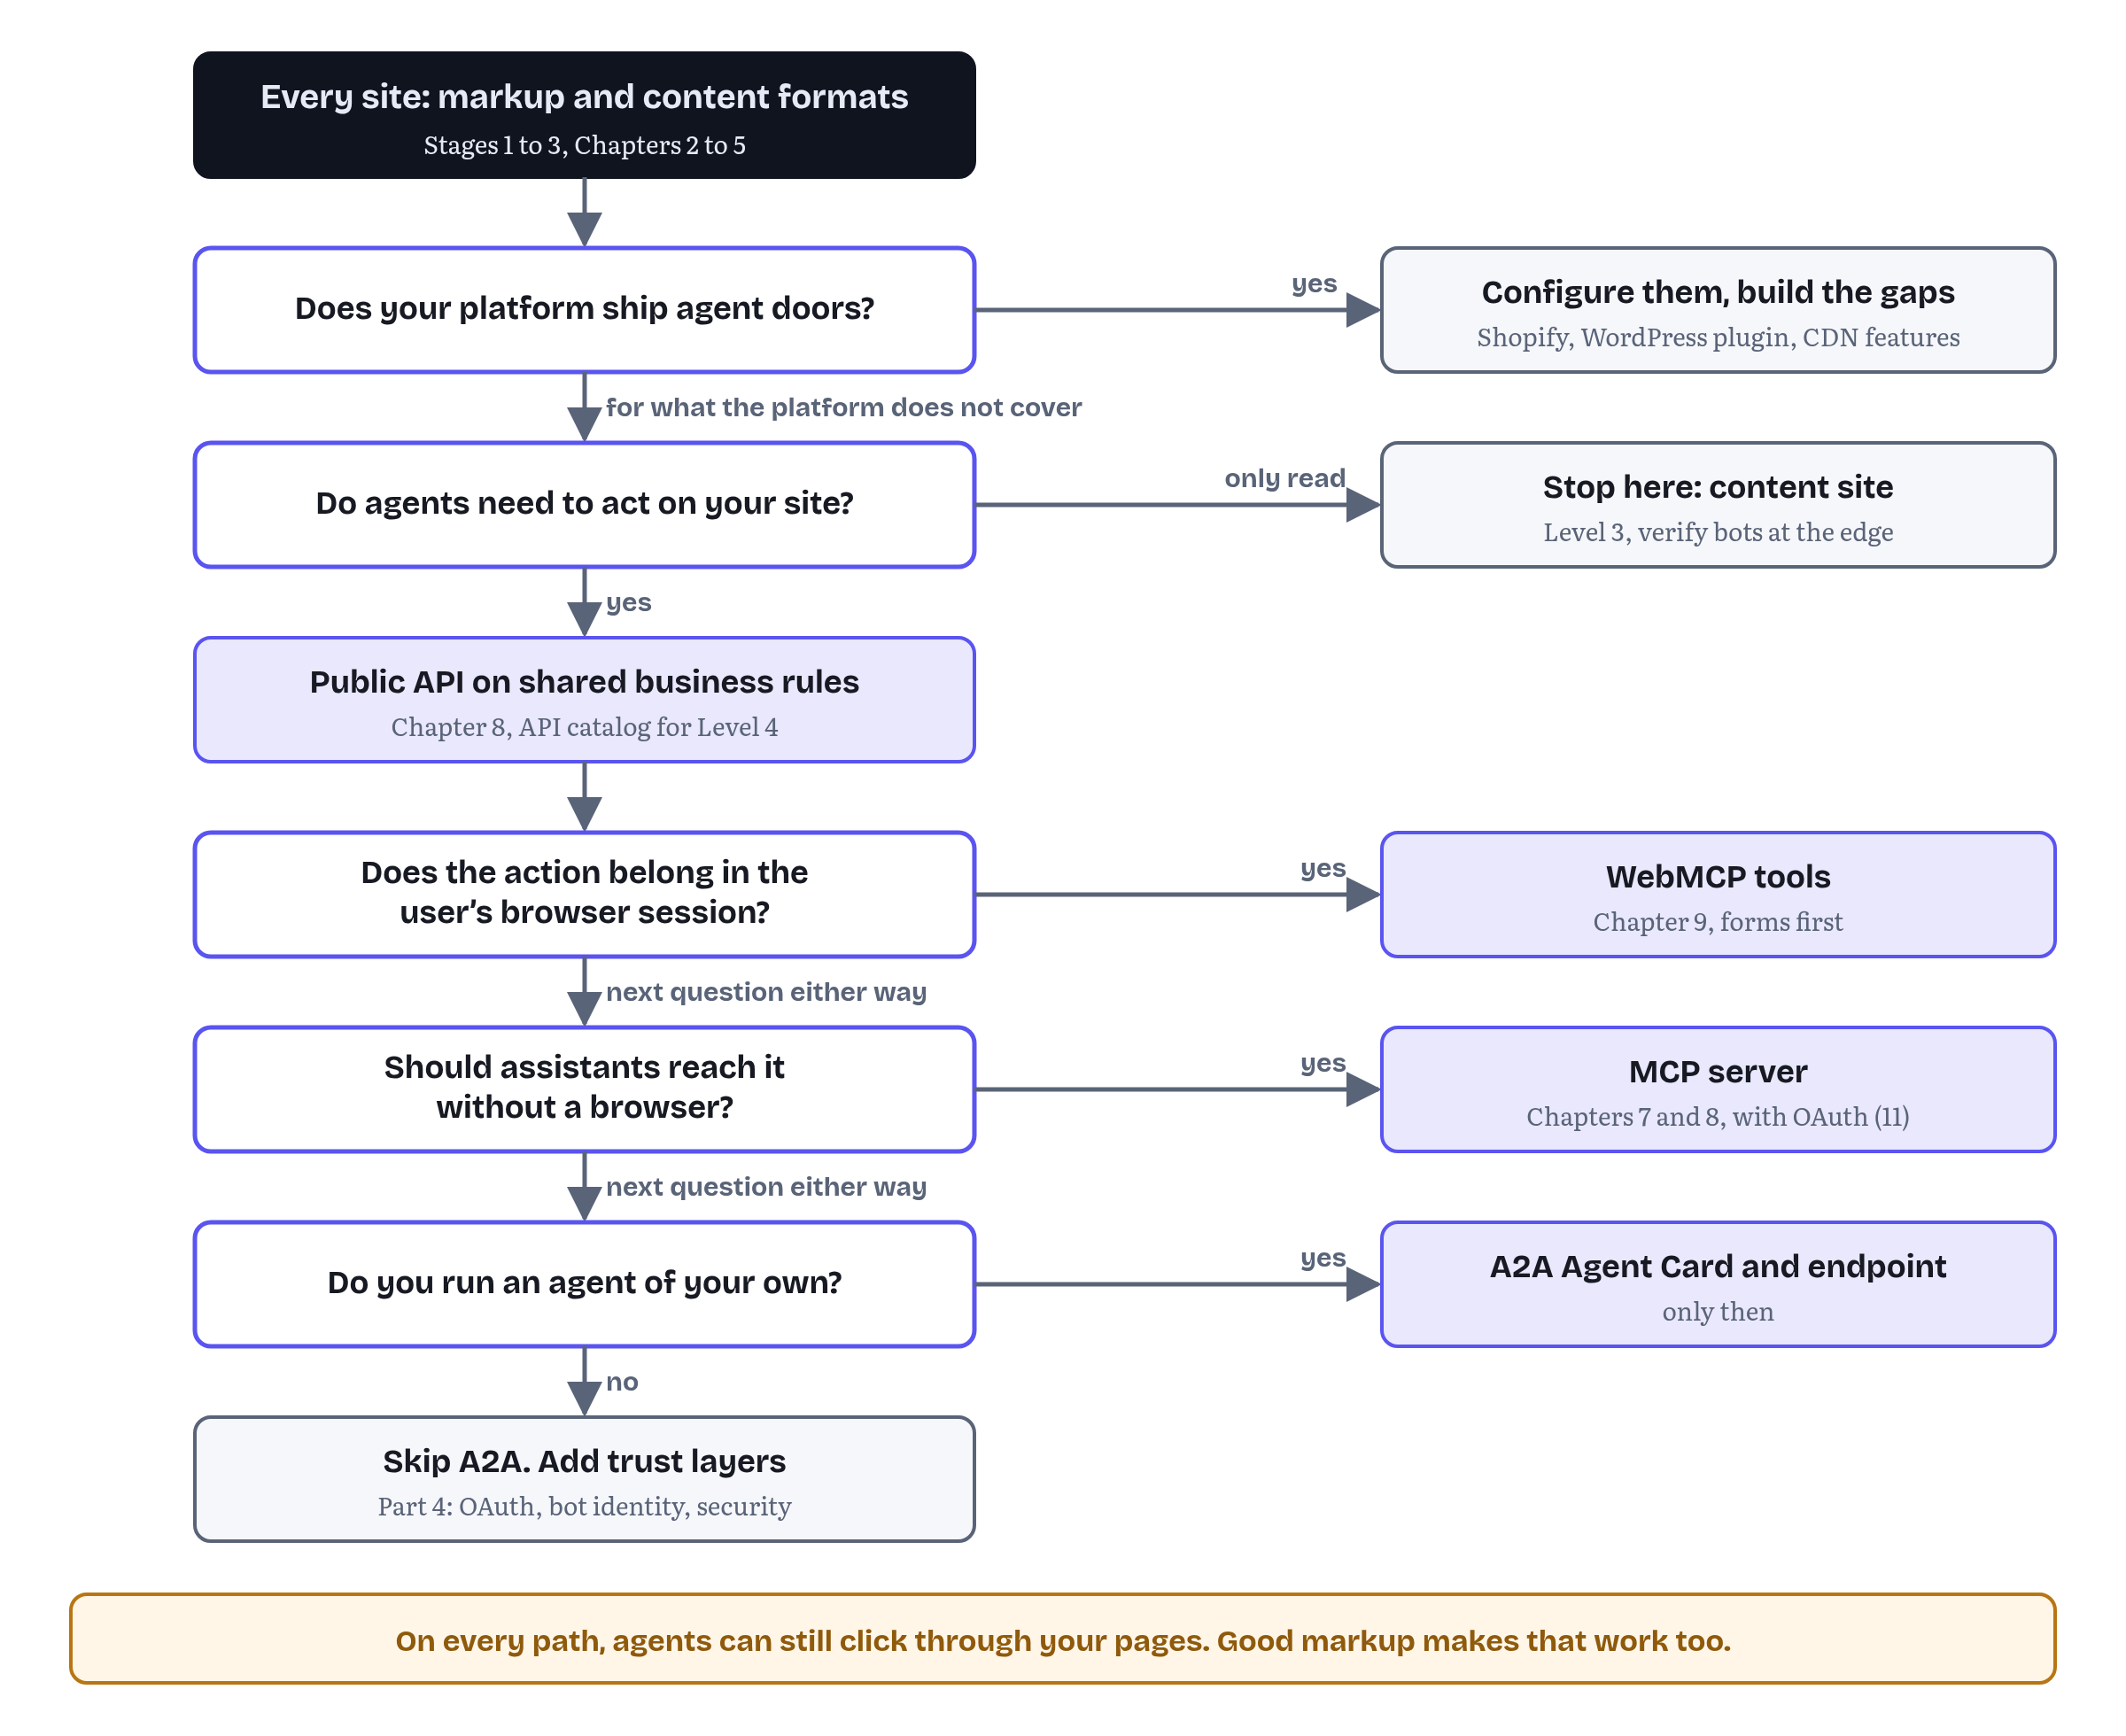 Every site: markup and content formats
Stages 1 to 3, Chapters 2 to 5
Does your platform ship agent doors?
yes
Configure them, build the gaps
Shopify, WordPress plugin, CDN features
for what the platform does not cover
Do agents need to act on your site?
only read
Stop here: content site
Level 3, verify bots at the edge
yes
Public API on shared business rules
Chapter 8, API catalog for Level 4
Does the action belong in the
user’s browser session?
yes
WebMCP tools
Chapter 9, forms first
next question either way
Should assistants reach it
without a browser?
yes
MCP server
Chapters 7 and 8, with OAuth (11)
next question either way
Do you run an agent of your own?
yes
A2A Agent Card and endpoint
only then
no
Skip A2A. Add trust layers
Part 4: OAuth, bot identity, security
On every path, agents can still click through your pages. Good markup makes that work too.